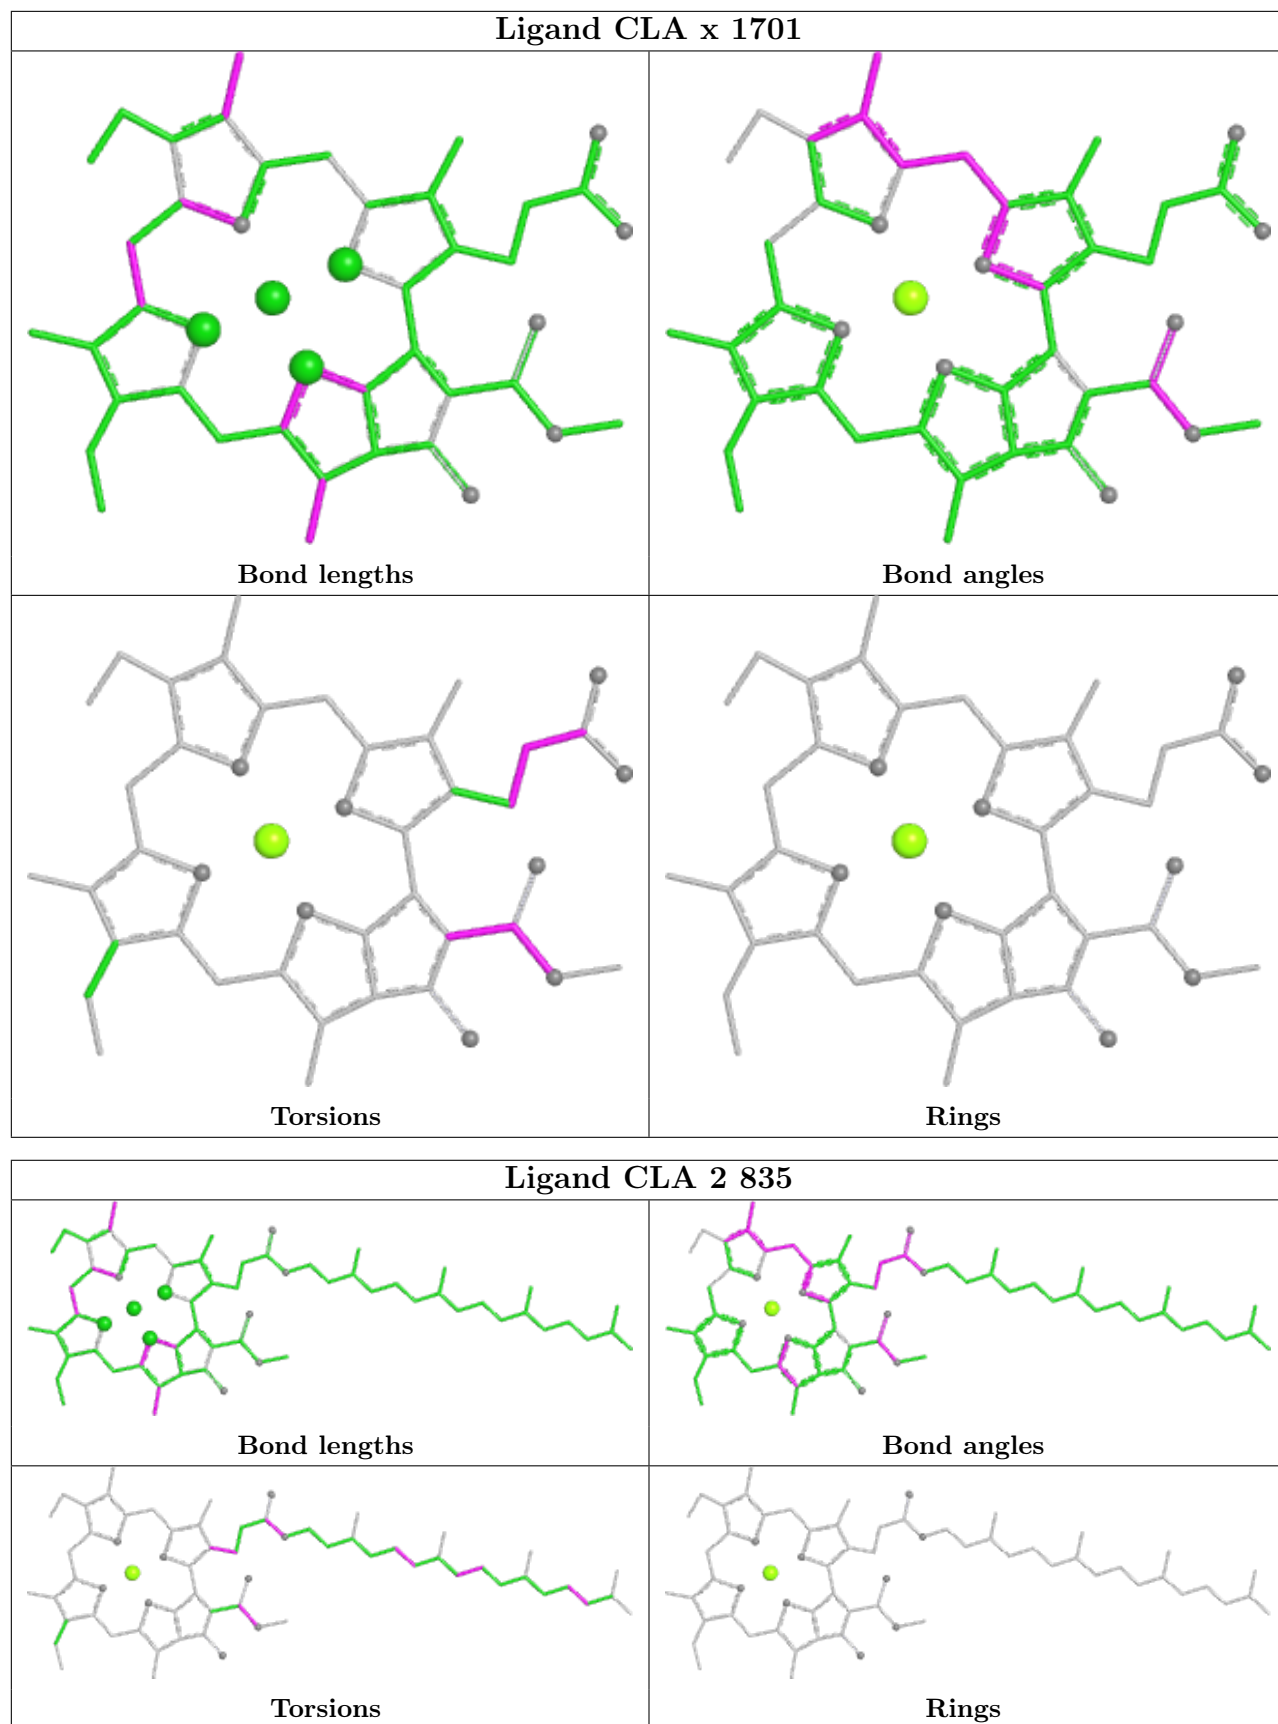 Ligand CLA x 1701
Bond lengths
Bond angles
Torsions
Rings
Ligand CLA 2 835
Bond lengths
Bond angles
Torsions
Rings